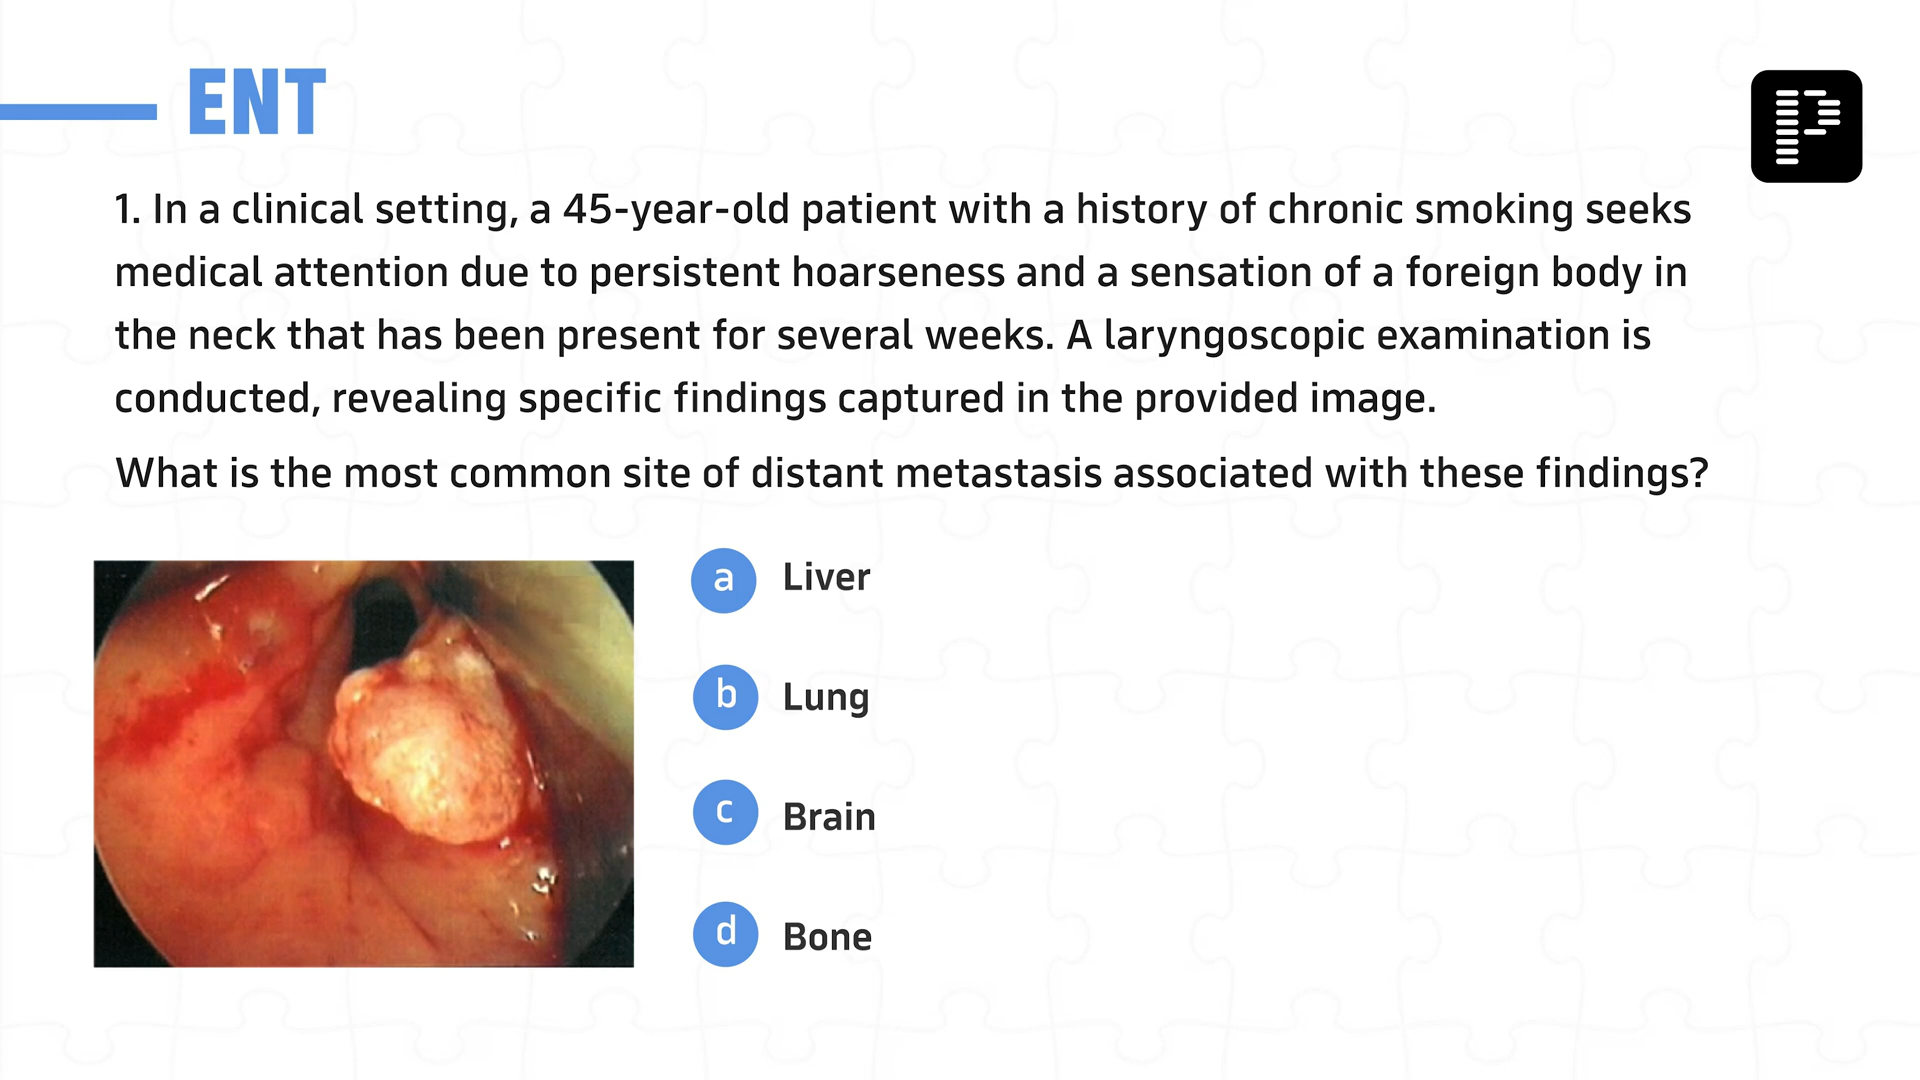 ENT
1. In a clinical setting, a 45-year-old patient with a history of chronic smoking seeks
medical attention due to persistent hoarseness and a sensation of a foreign body in
the neck that has been present for several weeks. A laryngoscopic examination is
conducted, revealing specific findings captured in the provided image.
What is the most common site of distant metastasis associated with these findings?
a Liver
b Lung
c Brain
d Bone